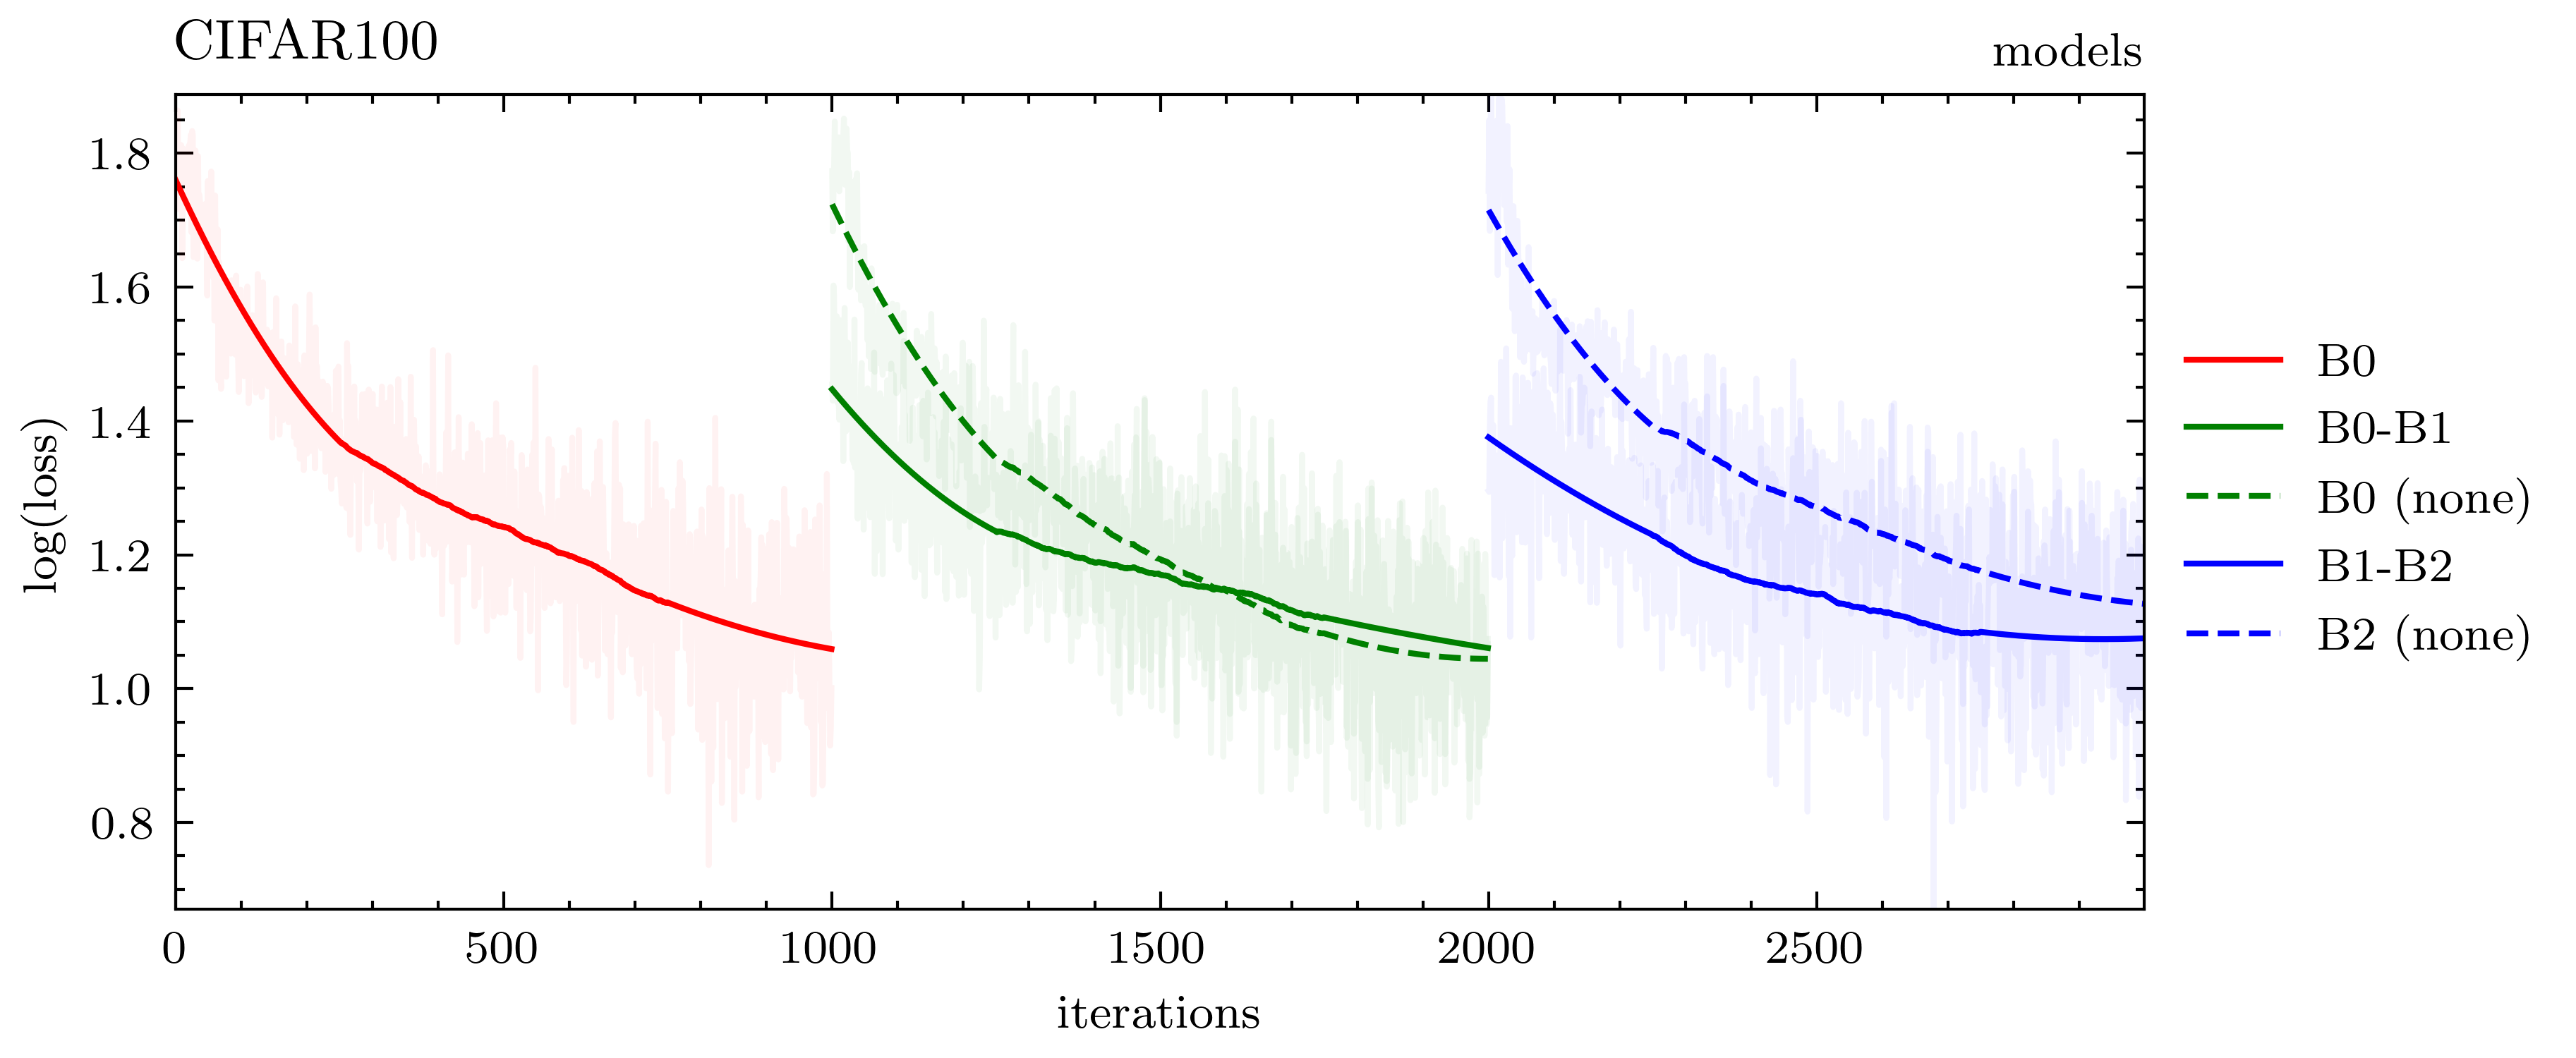 CIFAR100
models
log(loss)
1.8
1.6
1.4
1.2
1.0
0.8
0
500
1000
1500
2000
2500
iterations
B0
B0-B1
B0 (none)
B1-B2
B2 (none)